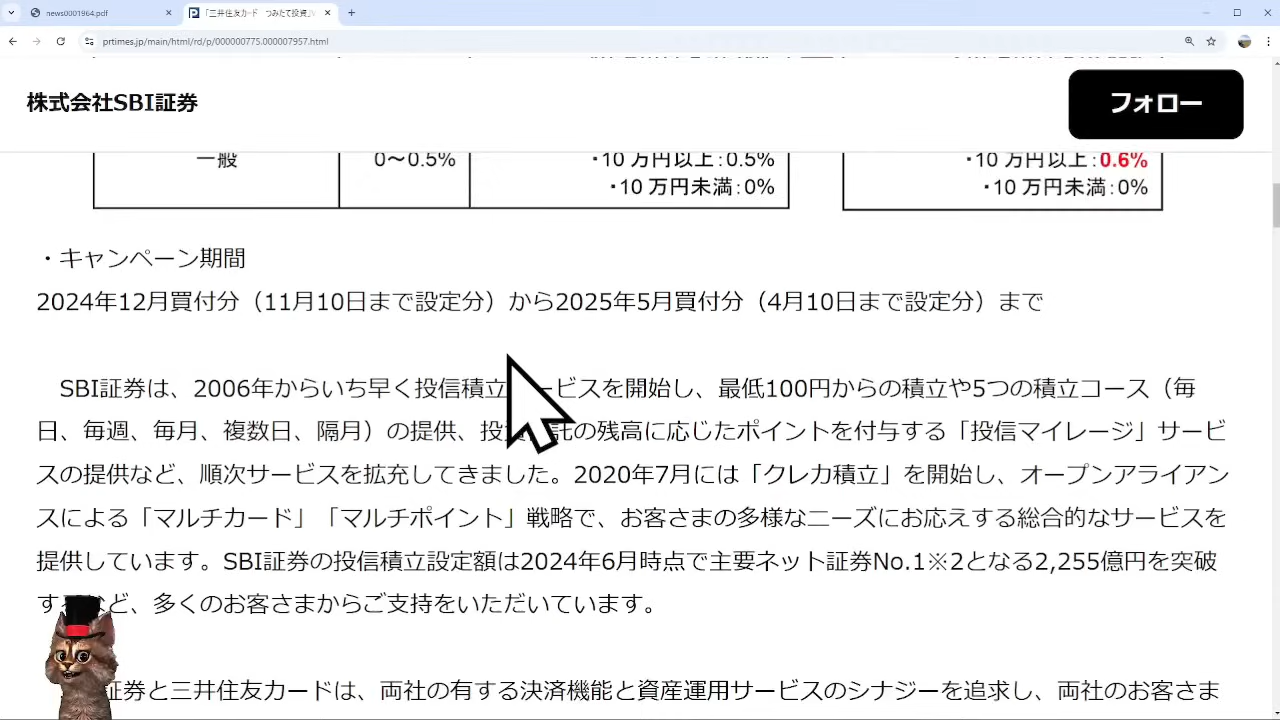 news0001964.pdf
「三井住友カード つみたて投資」
prtimes.jp/main/html/rd/p/000000775.000007957.html
株式会社SBI証券
フォロー
一般 0～0.5% ・10 万円以上：0.5% ・10 万円以上：0.6%
・10 万円未満：0% ・10 万円未満：0%
・キャンペーン期間
2024年12月買付分（11月10日まで設定分）から2025年5月買付分（4月10日まで設定分）まで
SBI証券は、2006年からいち早く投信積立ービスを開始し、最低100円からの積立や5つの積立コース（毎
日、毎週、毎月、複数日、隔月）の提供、投託の残高に応じたポイントを付与する「投信マイレージ」サービ
スの提供など、順次サービスを拡充してきました。2020年7月には「クレカ積立」を開始し、オープンアライアン
スによる「マルチカード」「マルチポイント」戦略で、お客さまの多様なニーズにお応えする総合的なサービスを
提供しています。SBI証券の投信積立設定額は2024年6月時点で主要ネット証券No.1※2となる2,255億円を突破
すど、多くのお客さまからご支持をいただいています。
証券と三井住友カードは、両社の有する決済機能と資産運用サービスのシナジーを追求し、両社のお客さま